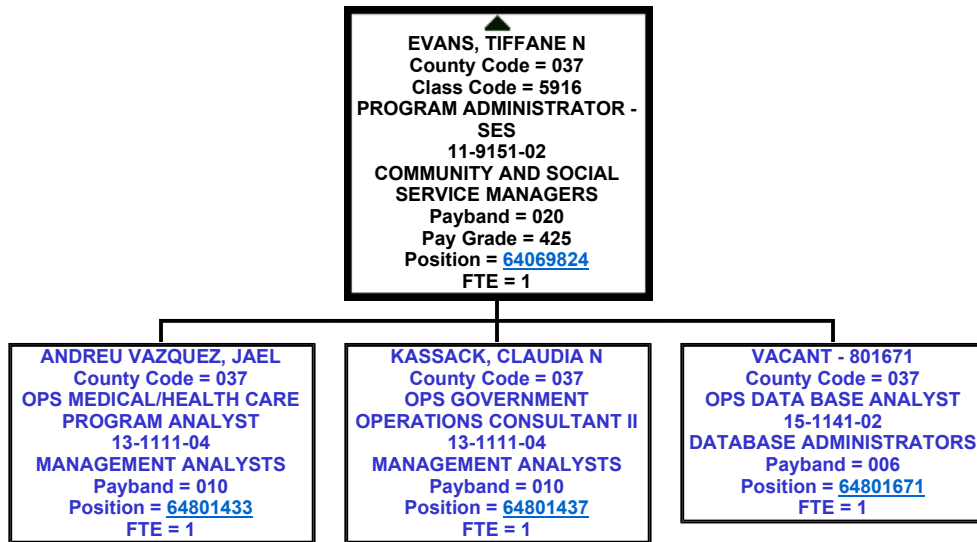 EVANS, TIFFANE N
County Code = 037
Class Code = 5916
PROGRAM ADMINISTRATOR -
SES
11-9151-02
COMMUNITY AND SOCIAL
SERVICE MANAGERS
Payband = 020
Pay Grade = 425
Position = 64069824
FTE = 1
ANDREU VAZQUEZ, JAEL
County Code = 037
OPS MEDICAL/HEALTH CARE
PROGRAM ANALYST
13-1111-04
MANAGEMENT ANALYSTS
Payband = 010
Position = 64801433
FTE = 1
KASSACK, CLAUDIA N
County Code = 037
OPS GOVERNMENT
OPERATIONS CONSULTANT II
13-1111-04
MANAGEMENT ANALYSTS
Payband = 010
Position = 64801437
FTE = 1
VACANT - 801671
County Code = 037
OPS DATA BASE ANALYST
15-1141-02
DATABASE ADMINISTRATORS
Payband = 006
Position = 64801671
FTE = 1